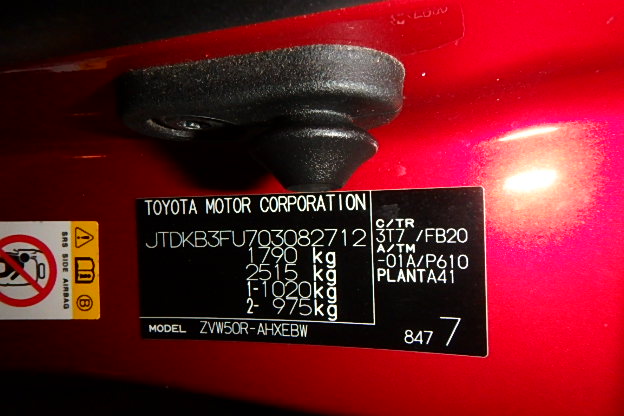 TOYOTA MOTOR CORPORATION
JTDKB3FU703082712
1790 kg
2515 kg
1-1020kg
2- 975kg
C/TR
3T7 /FB20
A/TM
-01A/P610
PLANTA41
MODEL ZVW50R-AHXEBW
847 7
SRS SIDE AIRBAG